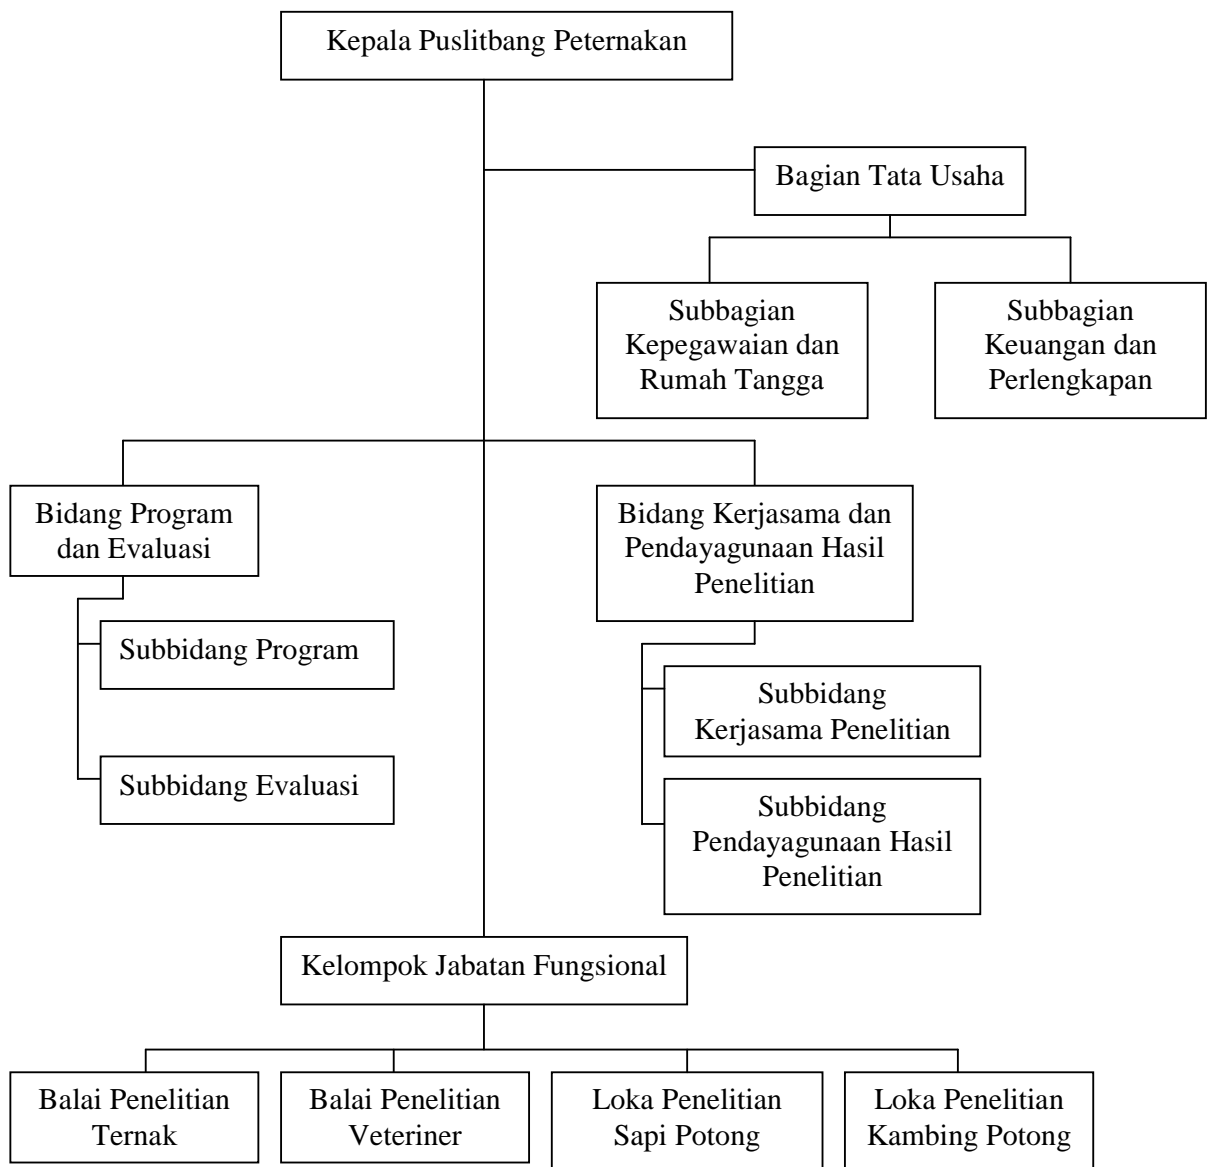 Kepala Puslitbang Peternakan
Bagian Tata Usaha
Subbagian
Kepegawaian dan
Rumah Tangga
Subbagian
Keuangan dan
Perlengkapan
Bidang Program
dan Evaluasi
Bidang Kerjasama dan
Pendayagunaan Hasil
Penelitian
Subbidang Program
Subbidang Evaluasi
Subbidang
Kerjasama Penelitian
Subbidang
Pendayagunaan Hasil
Penelitian
Kelompok Jabatan Fungsional
Balai Penelitian
Ternak
Balai Penelitian
Veteriner
Loka Penelitian
Sapi Potong
Loka Penelitian
Kambing Potong